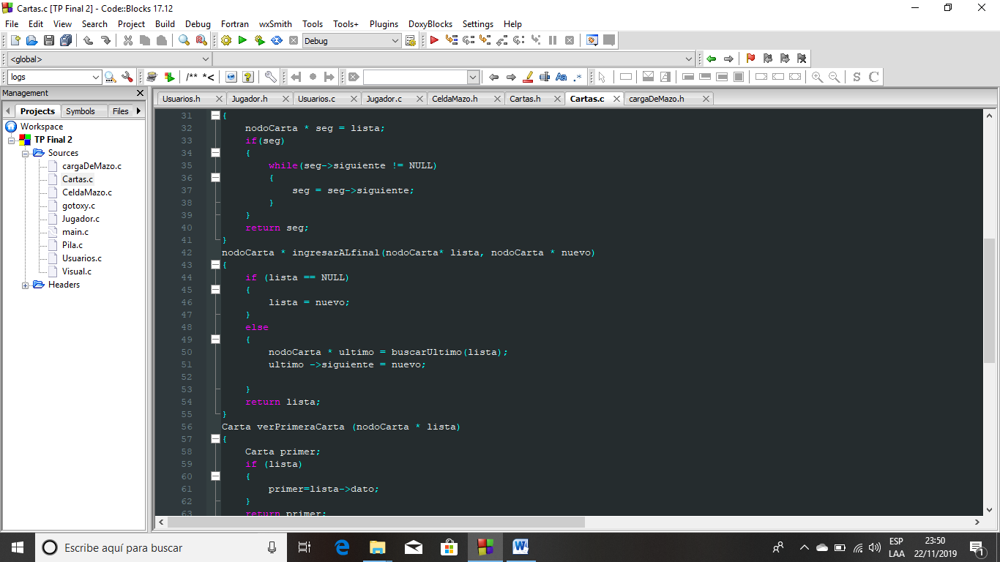 Cartas.c [TP Final 2] - Code::Blocks 17.12
File Edit View Search Project Build Debug Fortran wxSmith Tools Tools+ Plugins DoxyBlocks Settings Help
Debug
<global>
logs
/** *<
Aa .*
S C
Management
Projects Symbols Files
Workspace
TP Final 2
Sources
cargaDeMazo.c
Cartas.c
CeldaMazo.c
gotoxy.c
Jugador.c
main.c
Pila.c
Usuarios.c
Visual.c
Headers
Usuarios.h Jugador.h Usuarios.c Jugador.c CeldaMazo.h Cartas.h Cartas.c cargaDeMazo.h
31 {
32 nodoCarta * seg = lista;
33 if(seg)
34 {
35 while(seg->siguiente != NULL)
36 {
37 seg = seg->siguiente;
38 }
39 }
40 return seg;
41 }
42 nodoCarta * ingresarALfinal(nodoCarta* lista, nodoCarta * nuevo)
43 {
44 if (lista == NULL)
45 {
46 lista = nuevo;
47 }
48 else
49 {
50 nodoCarta * ultimo = buscarUltimo(lista);
51 ultimo ->siguiente = nuevo;
52
53 }
54 return lista;
55 }
56 Carta verPrimeraCarta (nodoCarta * lista)
57 {
58 Carta primer;
59 if (lista)
60 {
61 primer=lista->dato;
62 }
63 return primer;
Escribe aquí para buscar
ESP
LAA
23:50
22/11/2019
1